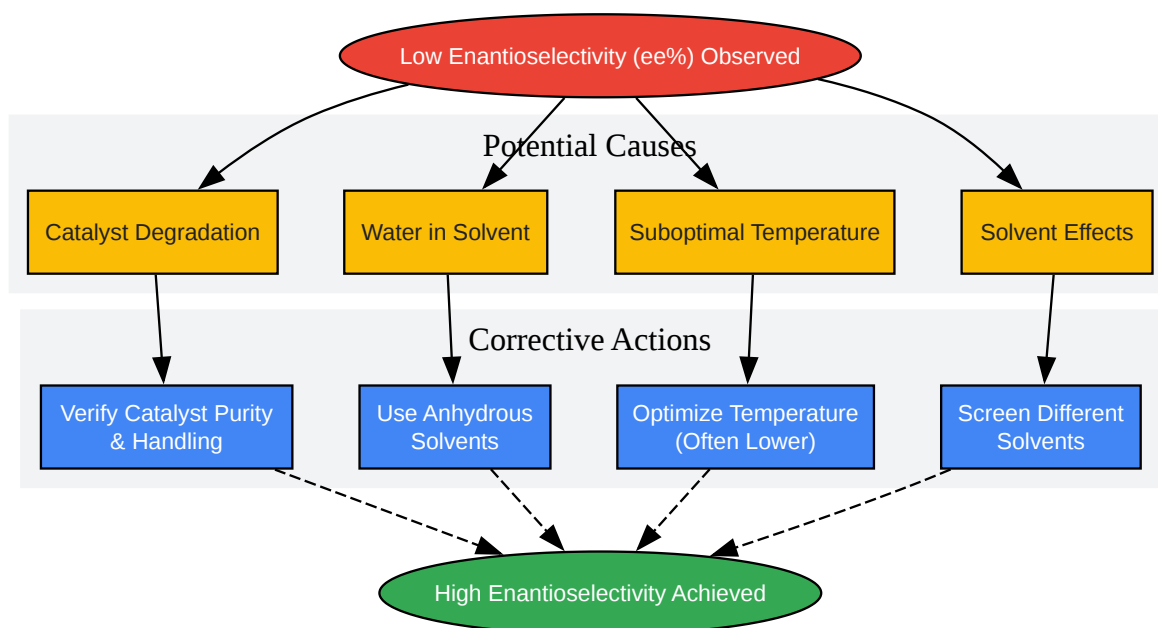 Low Enantioselectivity (ee%) Observed
Potential Causes
Catalyst Degradation
Water in Solvent
Suboptimal Temperature
Solvent Effects
Corrective Actions
Verify Catalyst Purity
& Handling
Use Anhydrous
Solvents
Optimize Temperature
(Often Lower)
Screen Different
Solvents
High Enantioselectivity Achieved